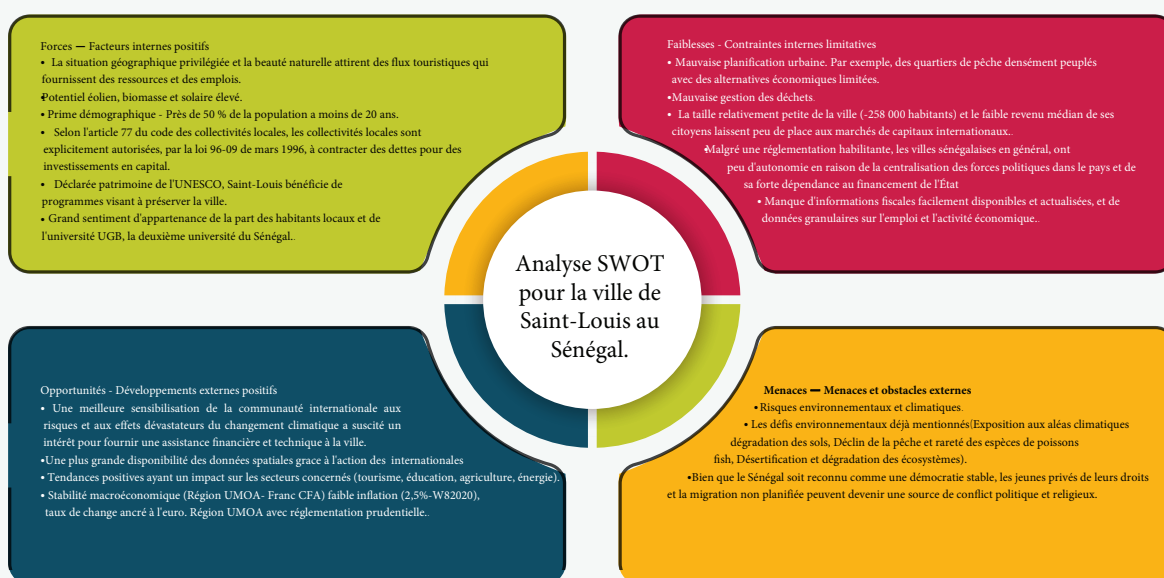 Forces — Facteurs internes positifs
• La situation géographique privilégiée et la beauté naturelle attirent des flux touristiques qui
fournissent des ressources et des emplois.
•Potentiel éolien, biomasse et solaire élevé.
• Prime démographique - Près de 50 % de la population a moins de 20 ans.
• Selon l'article 77 du code des collectivités locales, les collectivités locales sont
explicitement autorisées, par la loi 96-09 de mars 1996, à contracter des dettes pour des
investissements en capital.
• Déclarée patrimoine de l'UNESCO, Saint-Louis bénéficie de
programmes visant à préserver la ville.
• Grand sentiment d'appartenance de la part des habitants locaux et de
l'université UGB, la deuxième université du Sénégal..
Faiblesses - Contraintes internes limitatives
• Mauvaise planification urbaine. Par exemple, des quartiers de pêche densément peuplés
avec des alternatives économiques limitées.
•Mauvaise gestion des déchets.
• La taille relativement petite de la ville (-258 000 habitants) et le faible revenu médian de ses
citoyens laissent peu de place aux marchés de capitaux internationaux..
•Malgré une réglementation habilitante, les villes sénégalaises en général, ont
peu d'autonomie en raison de la centralisation des forces politiques dans le pays et de
sa forte dépendance au financement de l'État
• Manque d'informations fiscales facilement disponibles et actualisées, et de
données granulaires sur l'emploi et l'activité économique..
Analyse SWOT
pour la ville de
Saint-Louis au
Sénégal.
Opportunités - Développements externes positifs
• Une meilleure sensibilisation de la communauté internationale aux
risques et aux effets dévastateurs du changement climatique a suscité un
intérêt pour fournir une assistance financière et technique à la ville.
•Une plus grande disponibilité des données spatiales grace à l'action des internationales
• Tendances positives ayant un impact sur les secteurs concernés (tourisme, éducation, agriculture, énergie).
• Stabilité macroéconomique (Région UMOA- Franc CFA) faible inflation (2,5%-W82020),
taux de change ancré à l'euro. Région UMOA avec réglementation prudentielle..
Menaces — Menaces et obstacles externes
•Risques environnementaux et climatiques.
• Les défis environnementaux déjà mentionnés(Exposition aux aléas climatiques
dégradation des sols, Déclin de la pêche et rareté des espèces de poissons
fish, Désertification et dégradation des écosystèmes).
•Bien que le Sénégal soit reconnu comme une démocratie stable, les jeunes privés de leurs droits
et la migration non planifiée peuvent devenir une source de conflict politique et religieux.